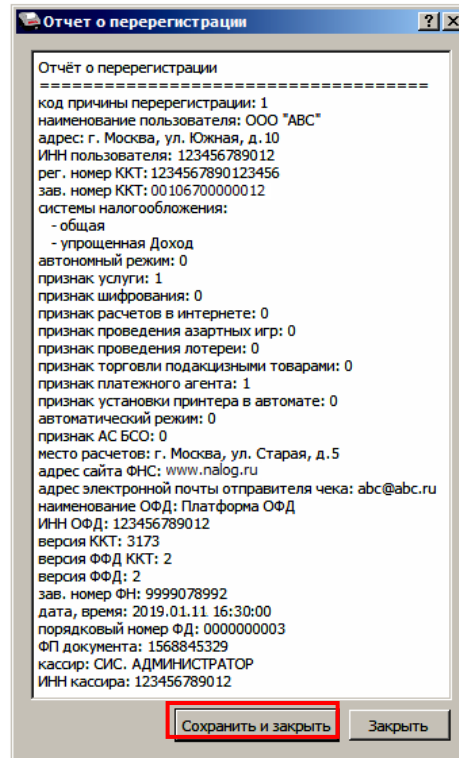 Отчет о перерегистрации
Отчёт о перерегистрации
=====================================
код причины перерегистрации: 1
наименование пользователя: ООО "АВС"
адрес: г. Москва, ул. Южная, д.10
ИНН пользователя: 123456789012
рег. номер ККТ: 1234567890123456
зав. номер ККТ: 00106700000012
системы налогообложения:
- общая
- упрощенная Доход
автономный режим: 0
признак услуги: 1
признак шифрования: 0
признак расчетов в интернете: 0
признак проведения азартных игр: 0
признак проведения лотереи: 0
признак торговли подакцизными товарами: 0
признак платежного агента: 1
признак установки принтера в автомате: 0
автоматический режим: 0
признак АС БСО: 0
место расчетов: г. Москва, ул. Старая, д.5
адрес сайта ФНС: www.nalog.ru
адрес электронной почты отправителя чека: abc@abc.ru
наименование ОФД: Платформа ОФД
ИНН ОФД: 123456789012
версия ККТ: 3173
версия ФФД ККТ: 2
версия ФФД: 2
зав. номер ФН: 9999078992
дата, время: 2019.01.11 16:30:00
порядковый номер ФД: 0000000003
ФП документа: 1568845329
кассир: СИС. АДМИНИСТРАТОР
ИНН кассира: 123456789012
Сохранить и закрыть Закрыть